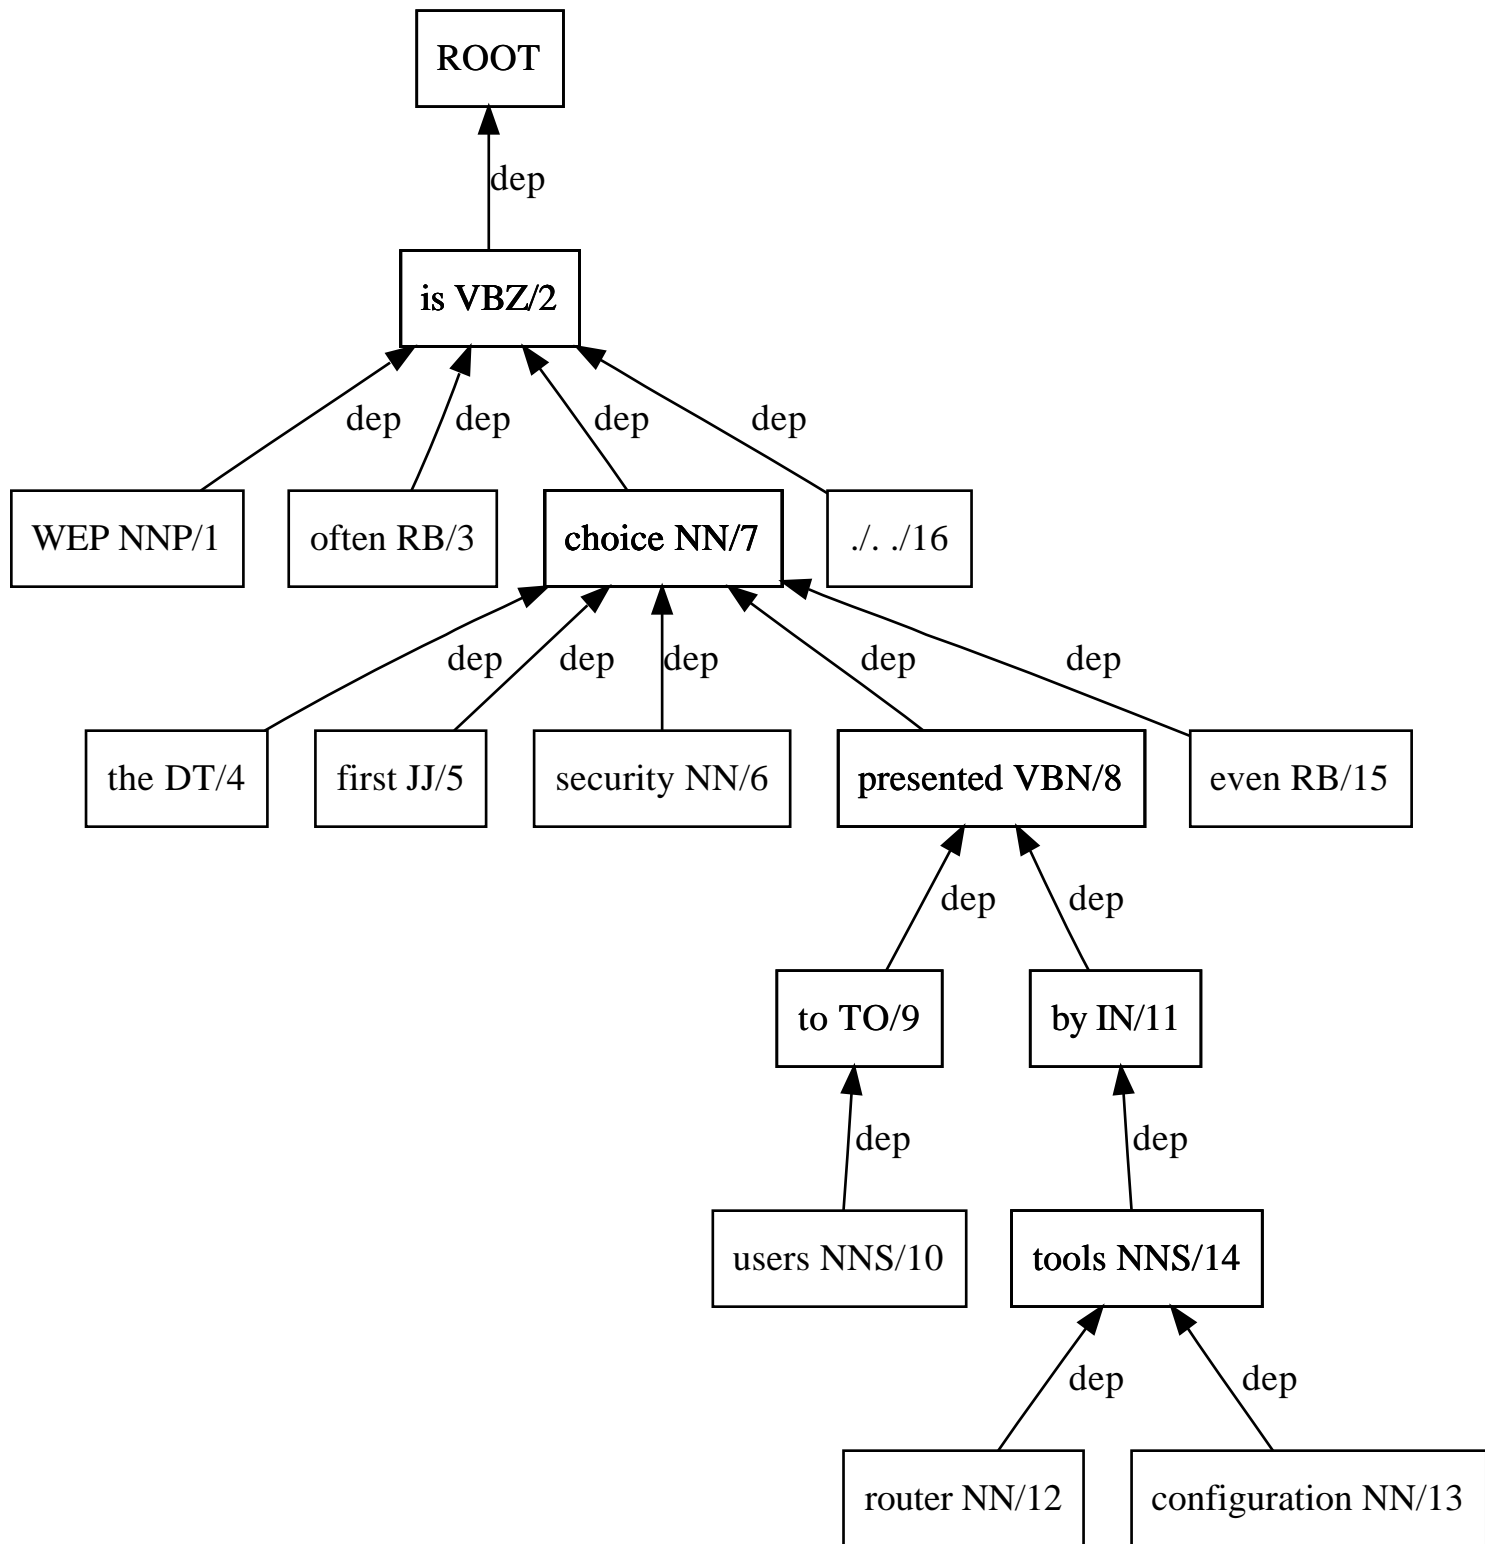 ROOT
dep
is VBZ/2
dep dep dep dep
WEP NNP/1 often RB/3 choice NN/7 ./. ./16
dep dep dep dep dep
the DT/4 first JJ/5 security NN/6 presented VBN/8 even RB/15
dep dep
to TO/9 by IN/11
dep dep
users NNS/10 tools NNS/14
dep dep
router NN/12 configuration NN/13